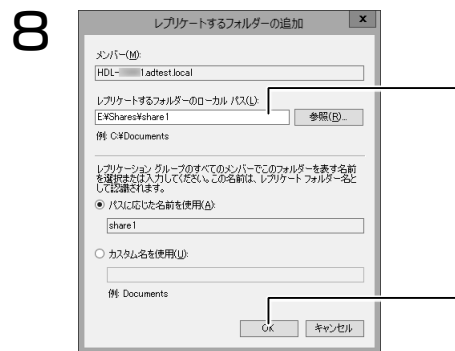 8
レプリケートするフォルダーの追加
x
メンバー(M):
HDL- 1.adtest.local
レプリケートするフォルダーのローカル パス(L):
E:¥Shares¥share1
参照(R)...
例: C:¥Documents
レプリケーション グループのすべてのメンバーでこのフォルダーを表す名前
を選択または入力してください。この名前は、レプリケート フォルダー名と
して認識されます。
パスに応じた名前を使用(A):
share1
カスタム名を使用(U):
例: Documents
OK
キャンセル